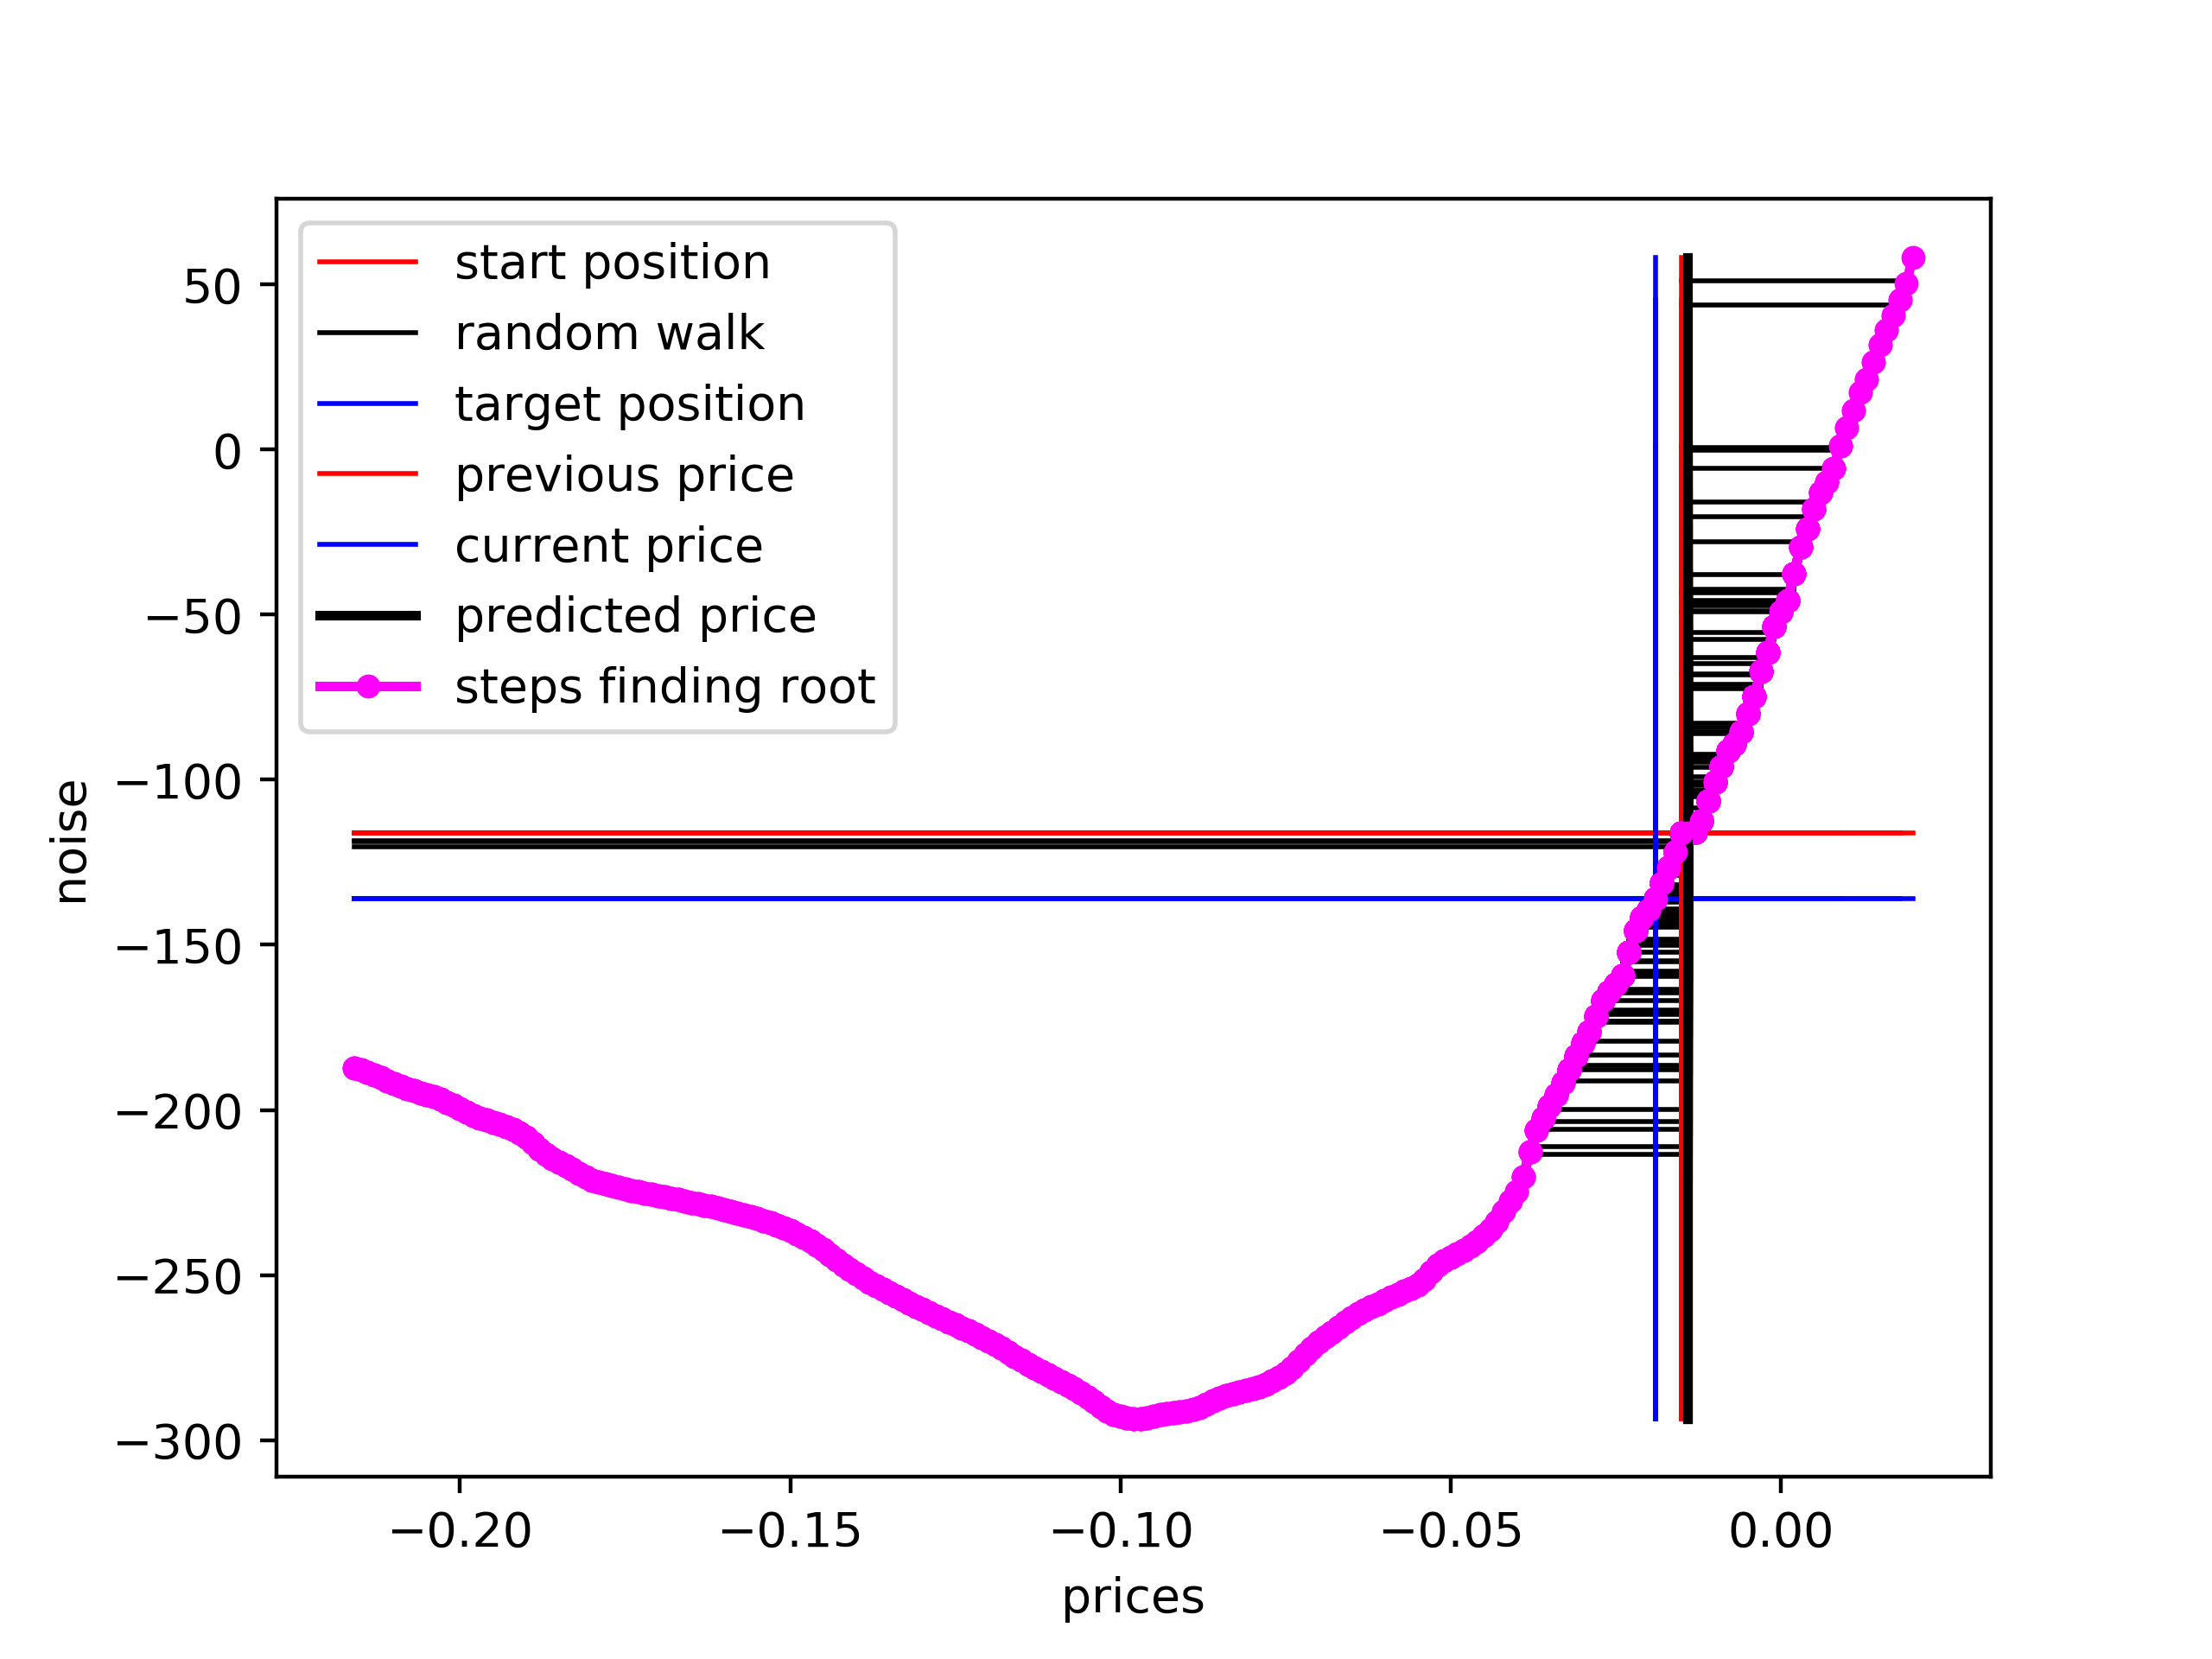 start position
random walk
target position
previous price
current price
predicted price
steps finding root
50
0
−50
−100
−150
−200
−250
−300
noise
−0.20 −0.15 −0.10 −0.05 0.00
prices